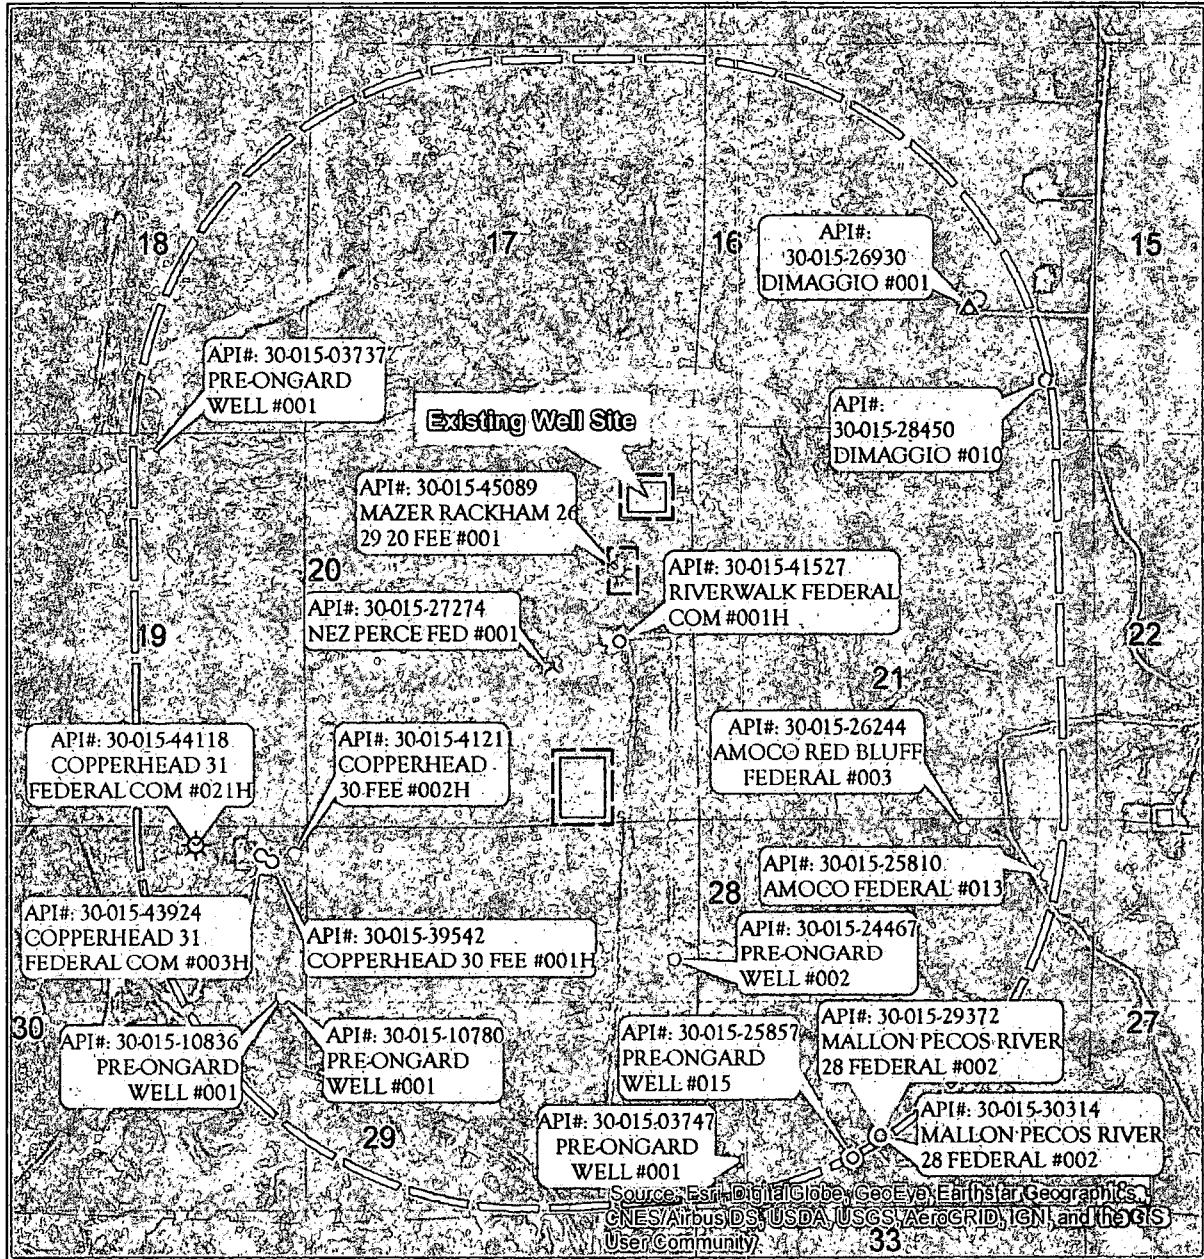 18
17
16
15
API#:
30-015-26930
DIMAGGIO #001
API#: 30-015-03737
PRE-ONGARD
WELL #001
Existing Well Site
API#:
30-015-28450
DIMAGGIO #010
API#: 30-015-45089
MAZER RACKHAM 26
29 20 FEE #001
20
API#: 30-015-41527
RIVERWALK FEDERAL
COM #001H
API#: 30-015-27274
NEZ PERCE FED #001
19
22
21
API#: 30-015-44118
COPPERHEAD 31
FEDERAL COM #021H
API#: 30-015-4121
COPPERHEAD
30 FEE #002H
API#: 30-015-26244
AMOCO RED BLUFF
FEDERAL #003
API#: 30-015-25810
AMOCO FEDERAL #013
28
API#: 30-015-43924
COPPERHEAD 31
FEDERAL COM #003H
API#: 30-015-39542
COPPERHEAD 30 FEE #001H
API#: 30-015-24467
PRE-ONGARD
WELL #002
30
API#: 30-015-10836
PRE-ONGARD
WELL #001
API#: 30-015-10780
PRE-ONGARD
WELL #001
API#: 30-015-25857
PRE-ONGARD
WELL #015
API#: 30-015-29372
MALLON PECOS RIVER
28 FEDERAL #002
27
29
API#: 30-015-03747
PRE-ONGARD
WELL #001
API#: 30-015-30314
MALLON PECOS RIVER
28 FEDERAL #002
Source: Esri, DigitalGlobe, GeoEye, Earthstar Geographics,
CNES/Airbus DS, USDA, USGS, AeroGRID, IGN, and the GIS
User Community
33